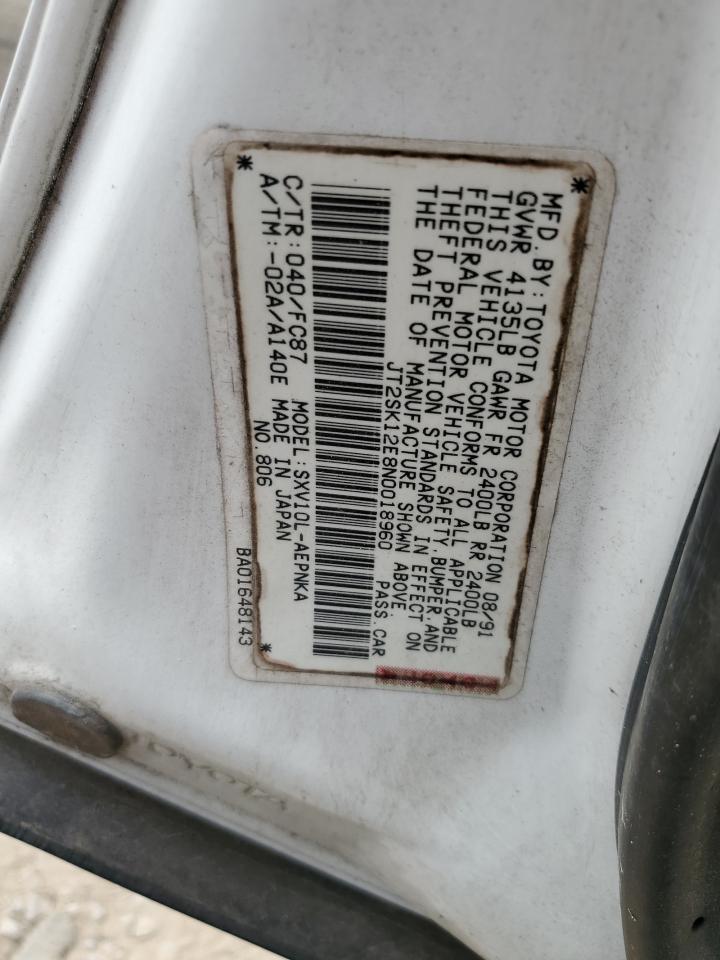 MFD.BY:TOYOTA MOTOR CORPORATION 08/91
GVWR 4135LB GAWR FR 2400LB RR 2400LB
THIS VEHICLE CONFORMS TO ALL APPLICABLE
FEDERAL MOTOR VEHICLE SAFETY,BUMPER,AND
THEFT PREVENTION STANDARDS IN EFFECT ON
THE DATE OF MANUFACTURE SHOWN ABOVE.
JT2SK12E8N0018960 PASS.CAR
C/TR:040/FC87 MODEL:SXV10L-AEPNKA
A/TM:-02A/A140E MADE IN JAPAN
NO.806
BA01648143